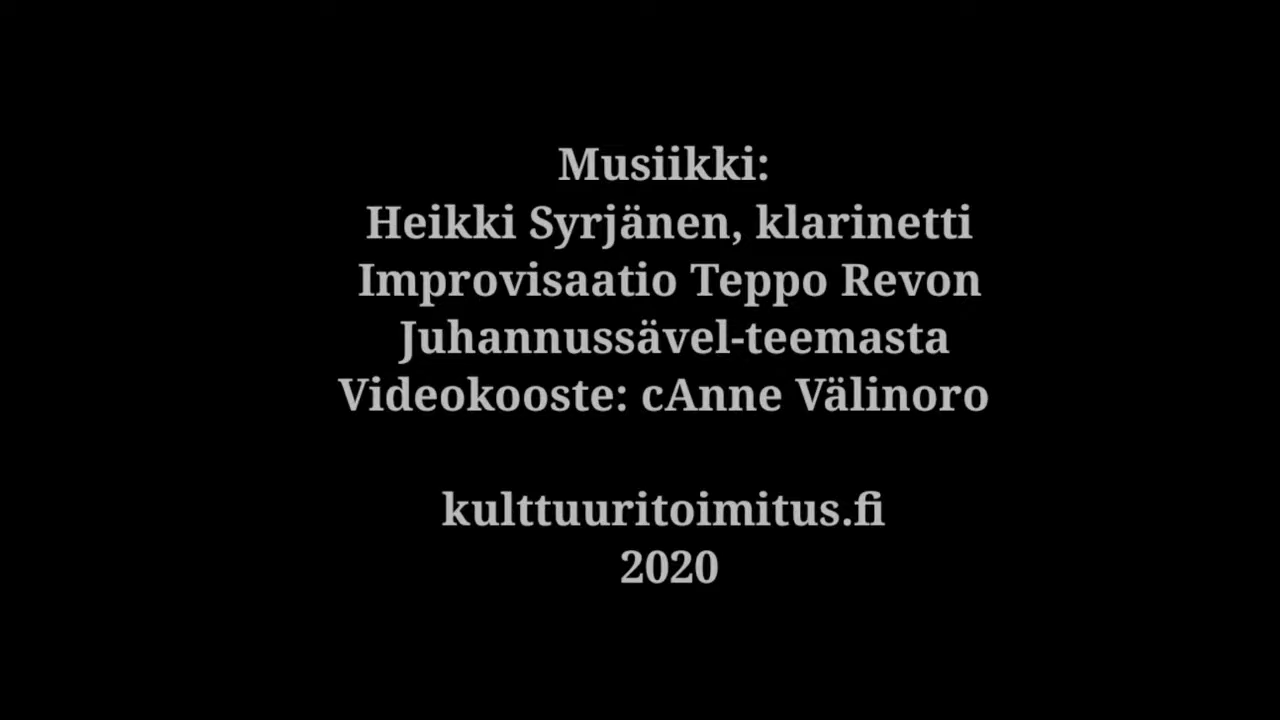 Musiikki:
Heikki Syrjänen, klarinetti
Improvisaatio Teppo Revon
Juhannussävel-teemasta
Videokooste: cAnne Välinoro
kulttuuritoimitus.fi
2020